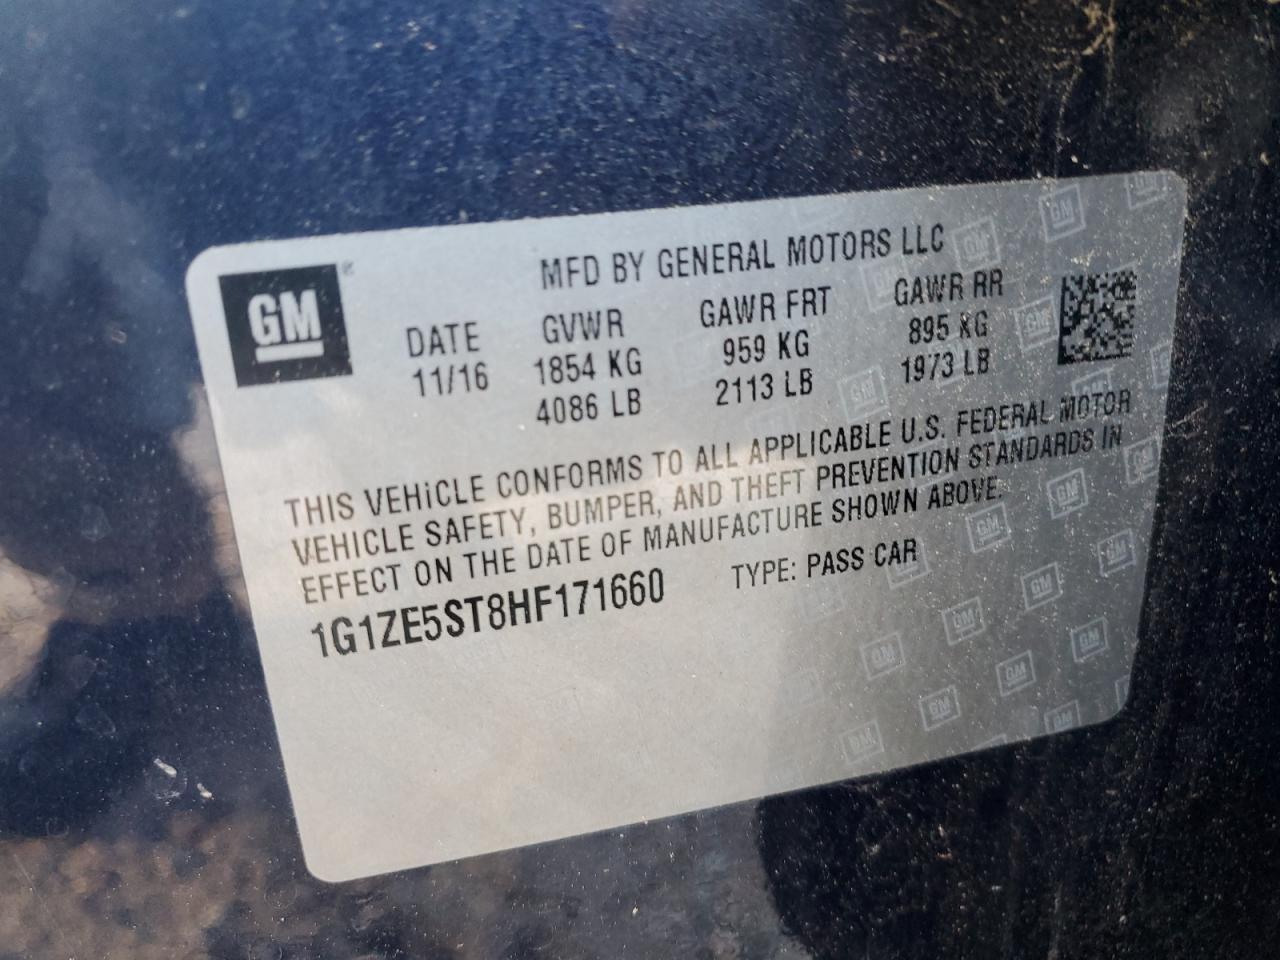 GM
MFD BY GENERAL MOTORS LLC
DATE GVWR GAWR FRT GAWR RR
11/16 1854 KG 959 KG 895 KG
4086 LB 2113 LB 1973 LB
THIS VEHiCLE CONFORMS TO ALL APPLICABLE U.S. FEDERAL MOTOR
VEHICLE SAFETY, BUMPER, AND THEFT PREVENTION STANDARDS IN
EFFECT ON THE DATE OF MANUFACTURE SHOWN ABOVE.
1G1ZE5ST8HF171660 TYPE: PASS CAR